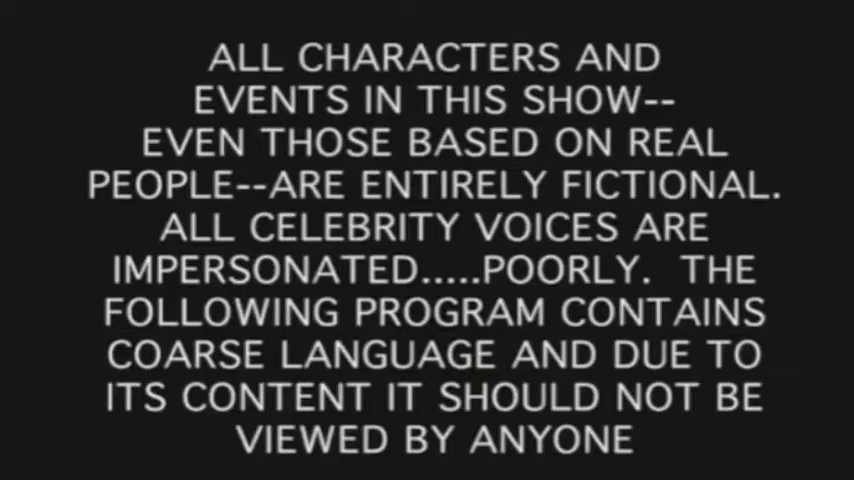 ALL CHARACTERS AND
EVENTS IN THIS SHOW--
EVEN THOSE BASED ON REAL
PEOPLE--ARE ENTIRELY FICTIONAL.
ALL CELEBRITY VOICES ARE
IMPERSONATED.....POORLY.  THE
FOLLOWING PROGRAM CONTAINS
COARSE LANGUAGE AND DUE TO
ITS CONTENT IT SHOULD NOT BE
VIEWED BY ANYONE